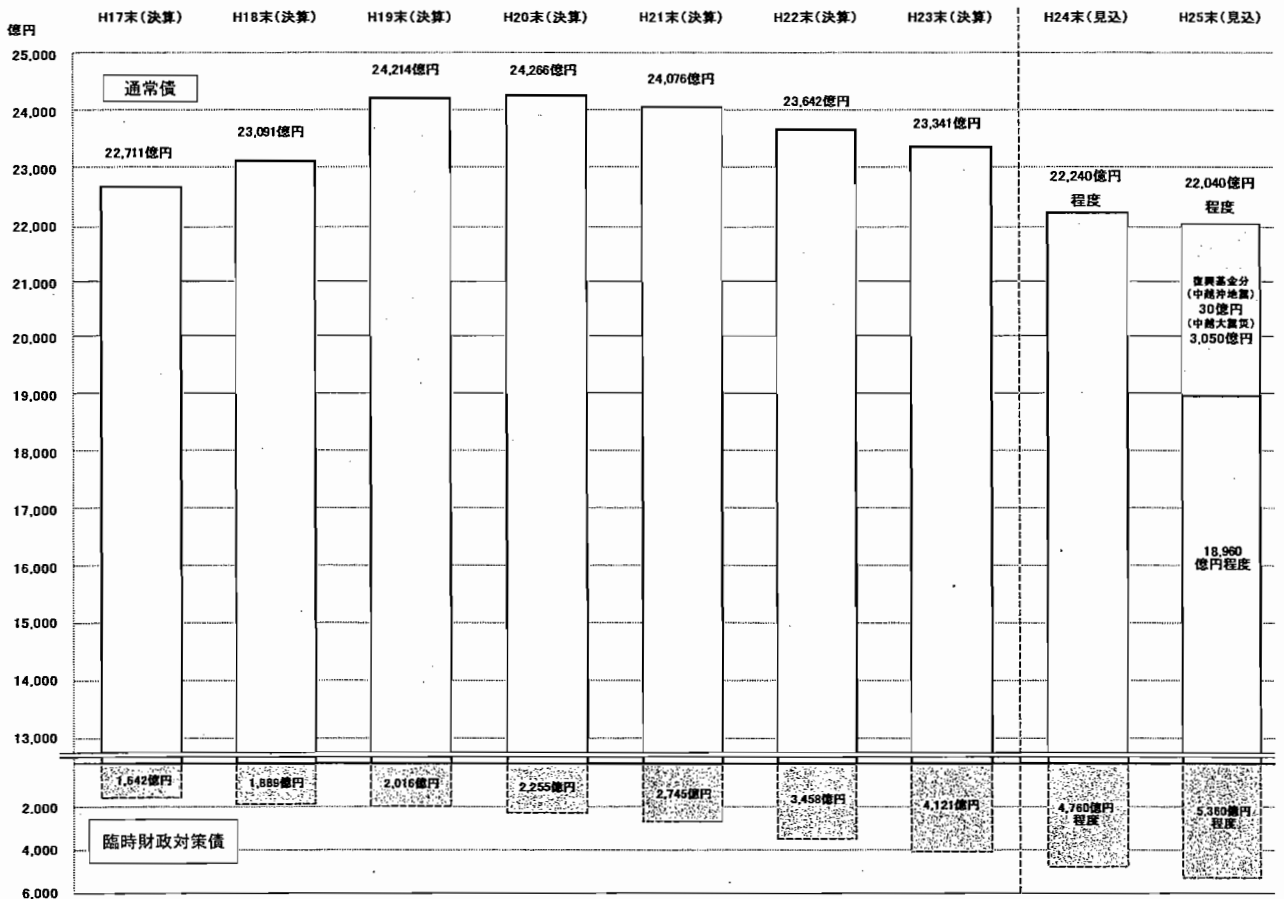 H17末(決算) H18末(決算) H19末(決算) H20末(決算) H21末(決算) H22末(決算) H23末(決算) H24末(見込) H25末(見込)
億円
25,000
通常債
24,214億円 24,266億円 24,076億円
24,000
23,642億円
23,091億円
23,341億円
22,711億円
23,000
22,240億円
程度
22,040億円
程度
22,000
21,000
復興基金分
(中越沖地震)
30億円
(中越大震災)
3,050億円
20,000
19,000
18,000
17,000
18,960
億円程度
16,000
15,000
14,000
13,000
1,642億円 1,889億円 2,016億円 2,255億円 2,745億円 3,458億円 4,121億円
4,760億円
程度
5,360億円
程度
2,000
臨時財政対策債
4,000
6,000